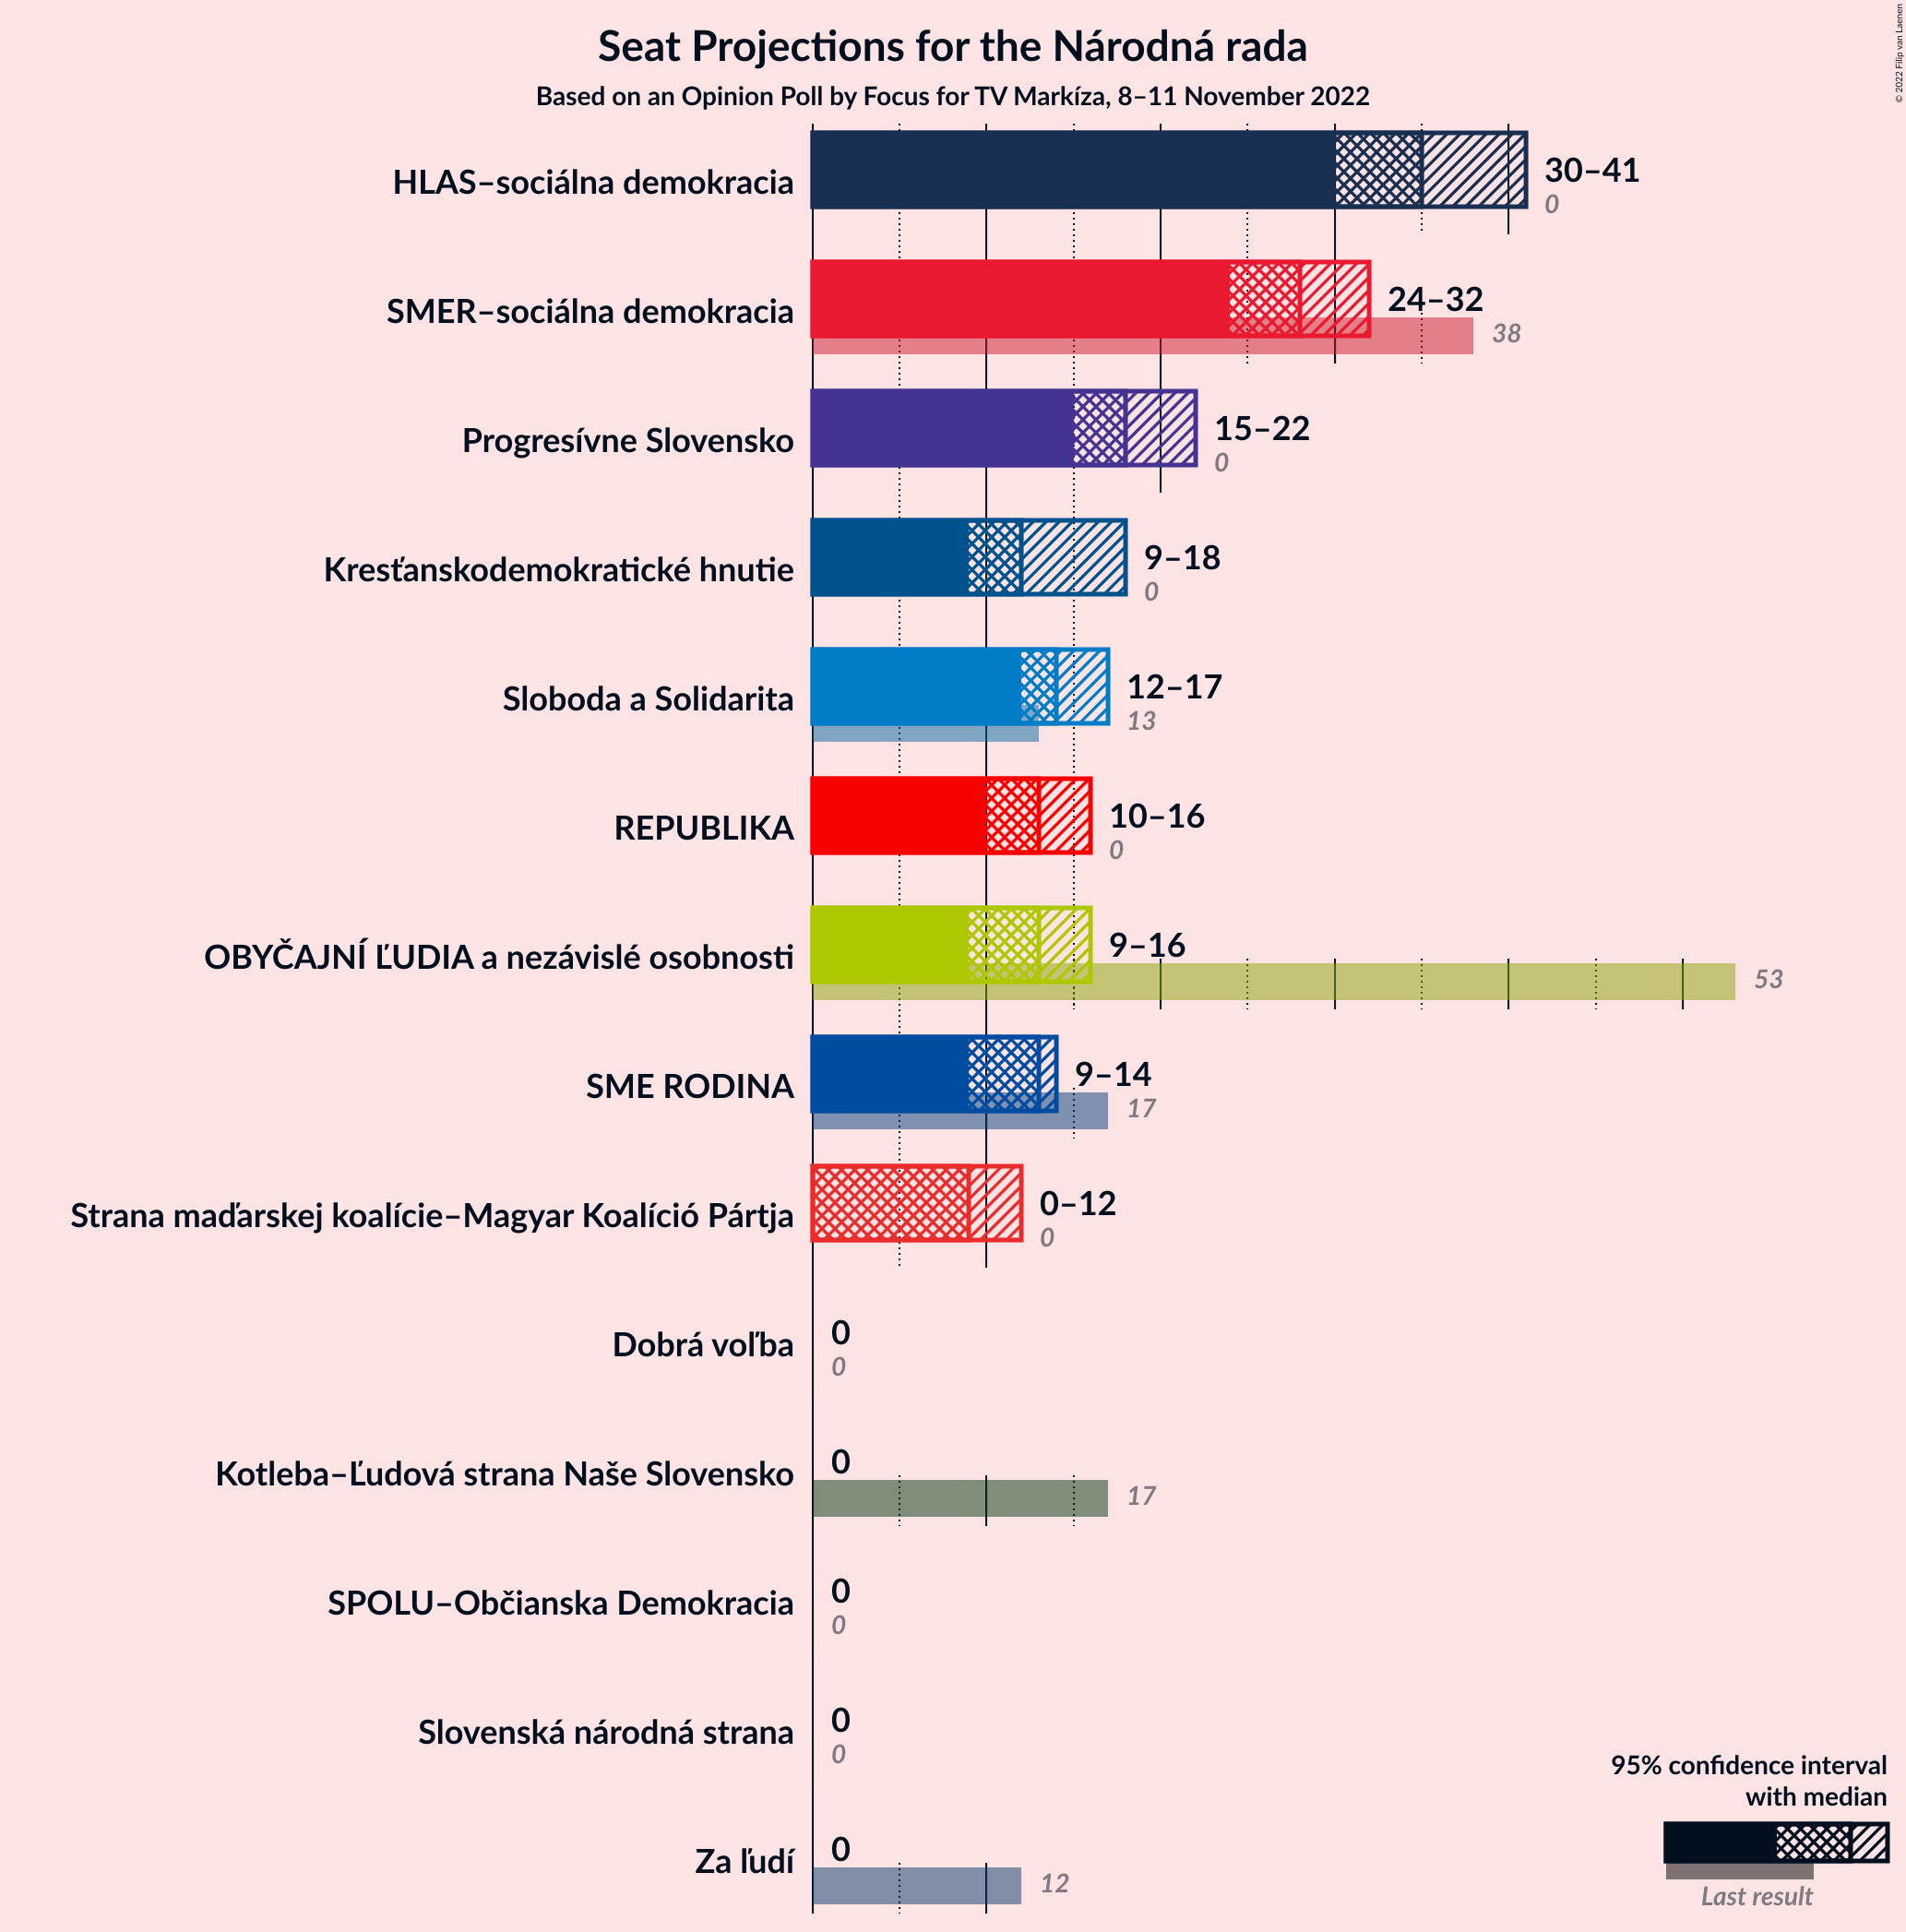 Seat Projections for the Národná rada
Based on an Opinion Poll by Focus for TV Markíza, 8–11 November 2022
© 2022 Filip van Laenen
HLAS–sociálna demokracia
30–41
0
SMER–sociálna demokracia
24–32
38
Progresívne Slovensko
15–22
0
Kresťanskodemokratické hnutie
9–18
0
Sloboda a Solidarita
12–17
13
REPUBLIKA
10–16
0
OBYČAJNÍ ĽUDIA a nezávislé osobnosti
9–16
53
SME RODINA
9–14
17
Strana maďarskej koalície–Magyar Koalíció Pártja
0–12
0
Dobrá voľba
0
0
Kotleba–Ľudová strana Naše Slovensko
0
17
SPOLU–Občianska Demokracia
0
0
Slovenská národná strana
0
0
Za ľudí
0
12
95% confidence interval
with median
Last result